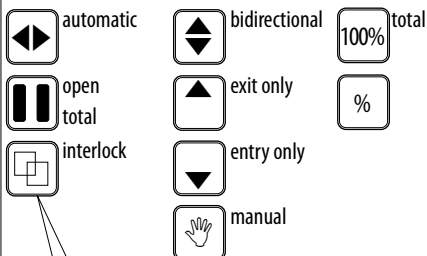 automatic
bidirectional
100%
total
open
total
exit only
%
interlock
entry only
manual